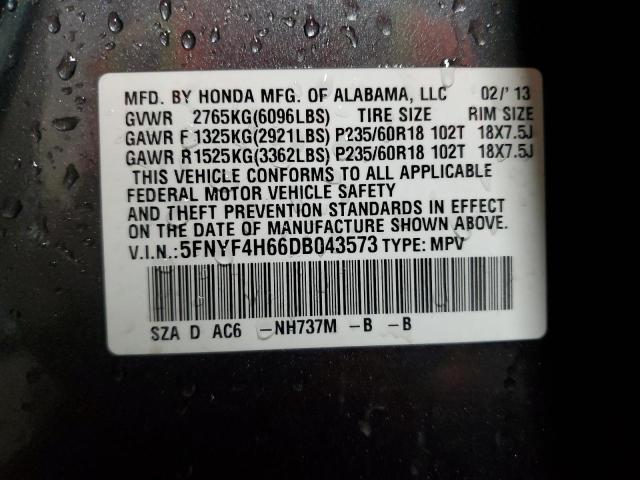 MFD. BY HONDA MFG. OF ALABAMA, LLC 02/'13
GVWR 2765KG(6096LBS) TIRE SIZE RIM SIZE
GAWR F 1325KG(2921LBS) P235/60R18 102T 18X7.5J
GAWR R 1525KG(3362LBS) P235/60R18 102T 18X7.5J
THIS VEHICLE CONFORMS TO ALL APPLICABLE
FEDERAL MOTOR VEHICLE SAFETY
AND THEFT PREVENTION STANDARDS IN EFFECT
ON THE DATE OF MANUFACTURE SHOWN ABOVE.
V.I.N.:5FNYF4H66DB043573 TYPE: MPV
SZA D AC6 -NH737M -B -B